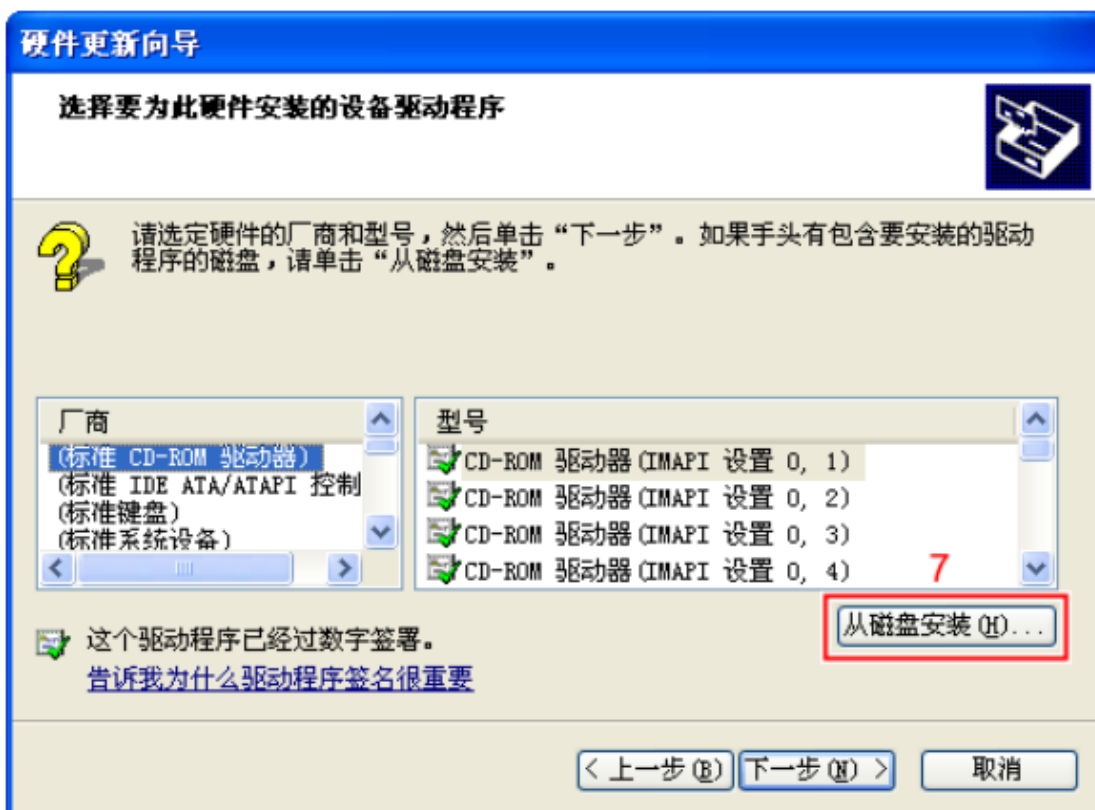 硬件更新向导
选择要为此硬件安装的设备驱动程序
请选定硬件的厂商和型号，然后单击“下一步”。如果手头有包含要安装的驱动
程序的磁盘，请单击“从磁盘安装”。
厂商
(标准 CD-ROM 驱动器)
(标准 IDE ATA/ATAPI 控制
(标准键盘)
(标准系统设备)
型号
CD-ROM 驱动器(IMAPI 设置 0, 1)
CD-ROM 驱动器(IMAPI 设置 0, 2)
CD-ROM 驱动器(IMAPI 设置 0, 3)
CD-ROM 驱动器(IMAPI 设置 0, 4)
7
从磁盘安装(H)...
这个驱动程序已经过数字签署。
告诉我为什么驱动程序签名很重要
< 上一步(B) 下一步(N) > 取消